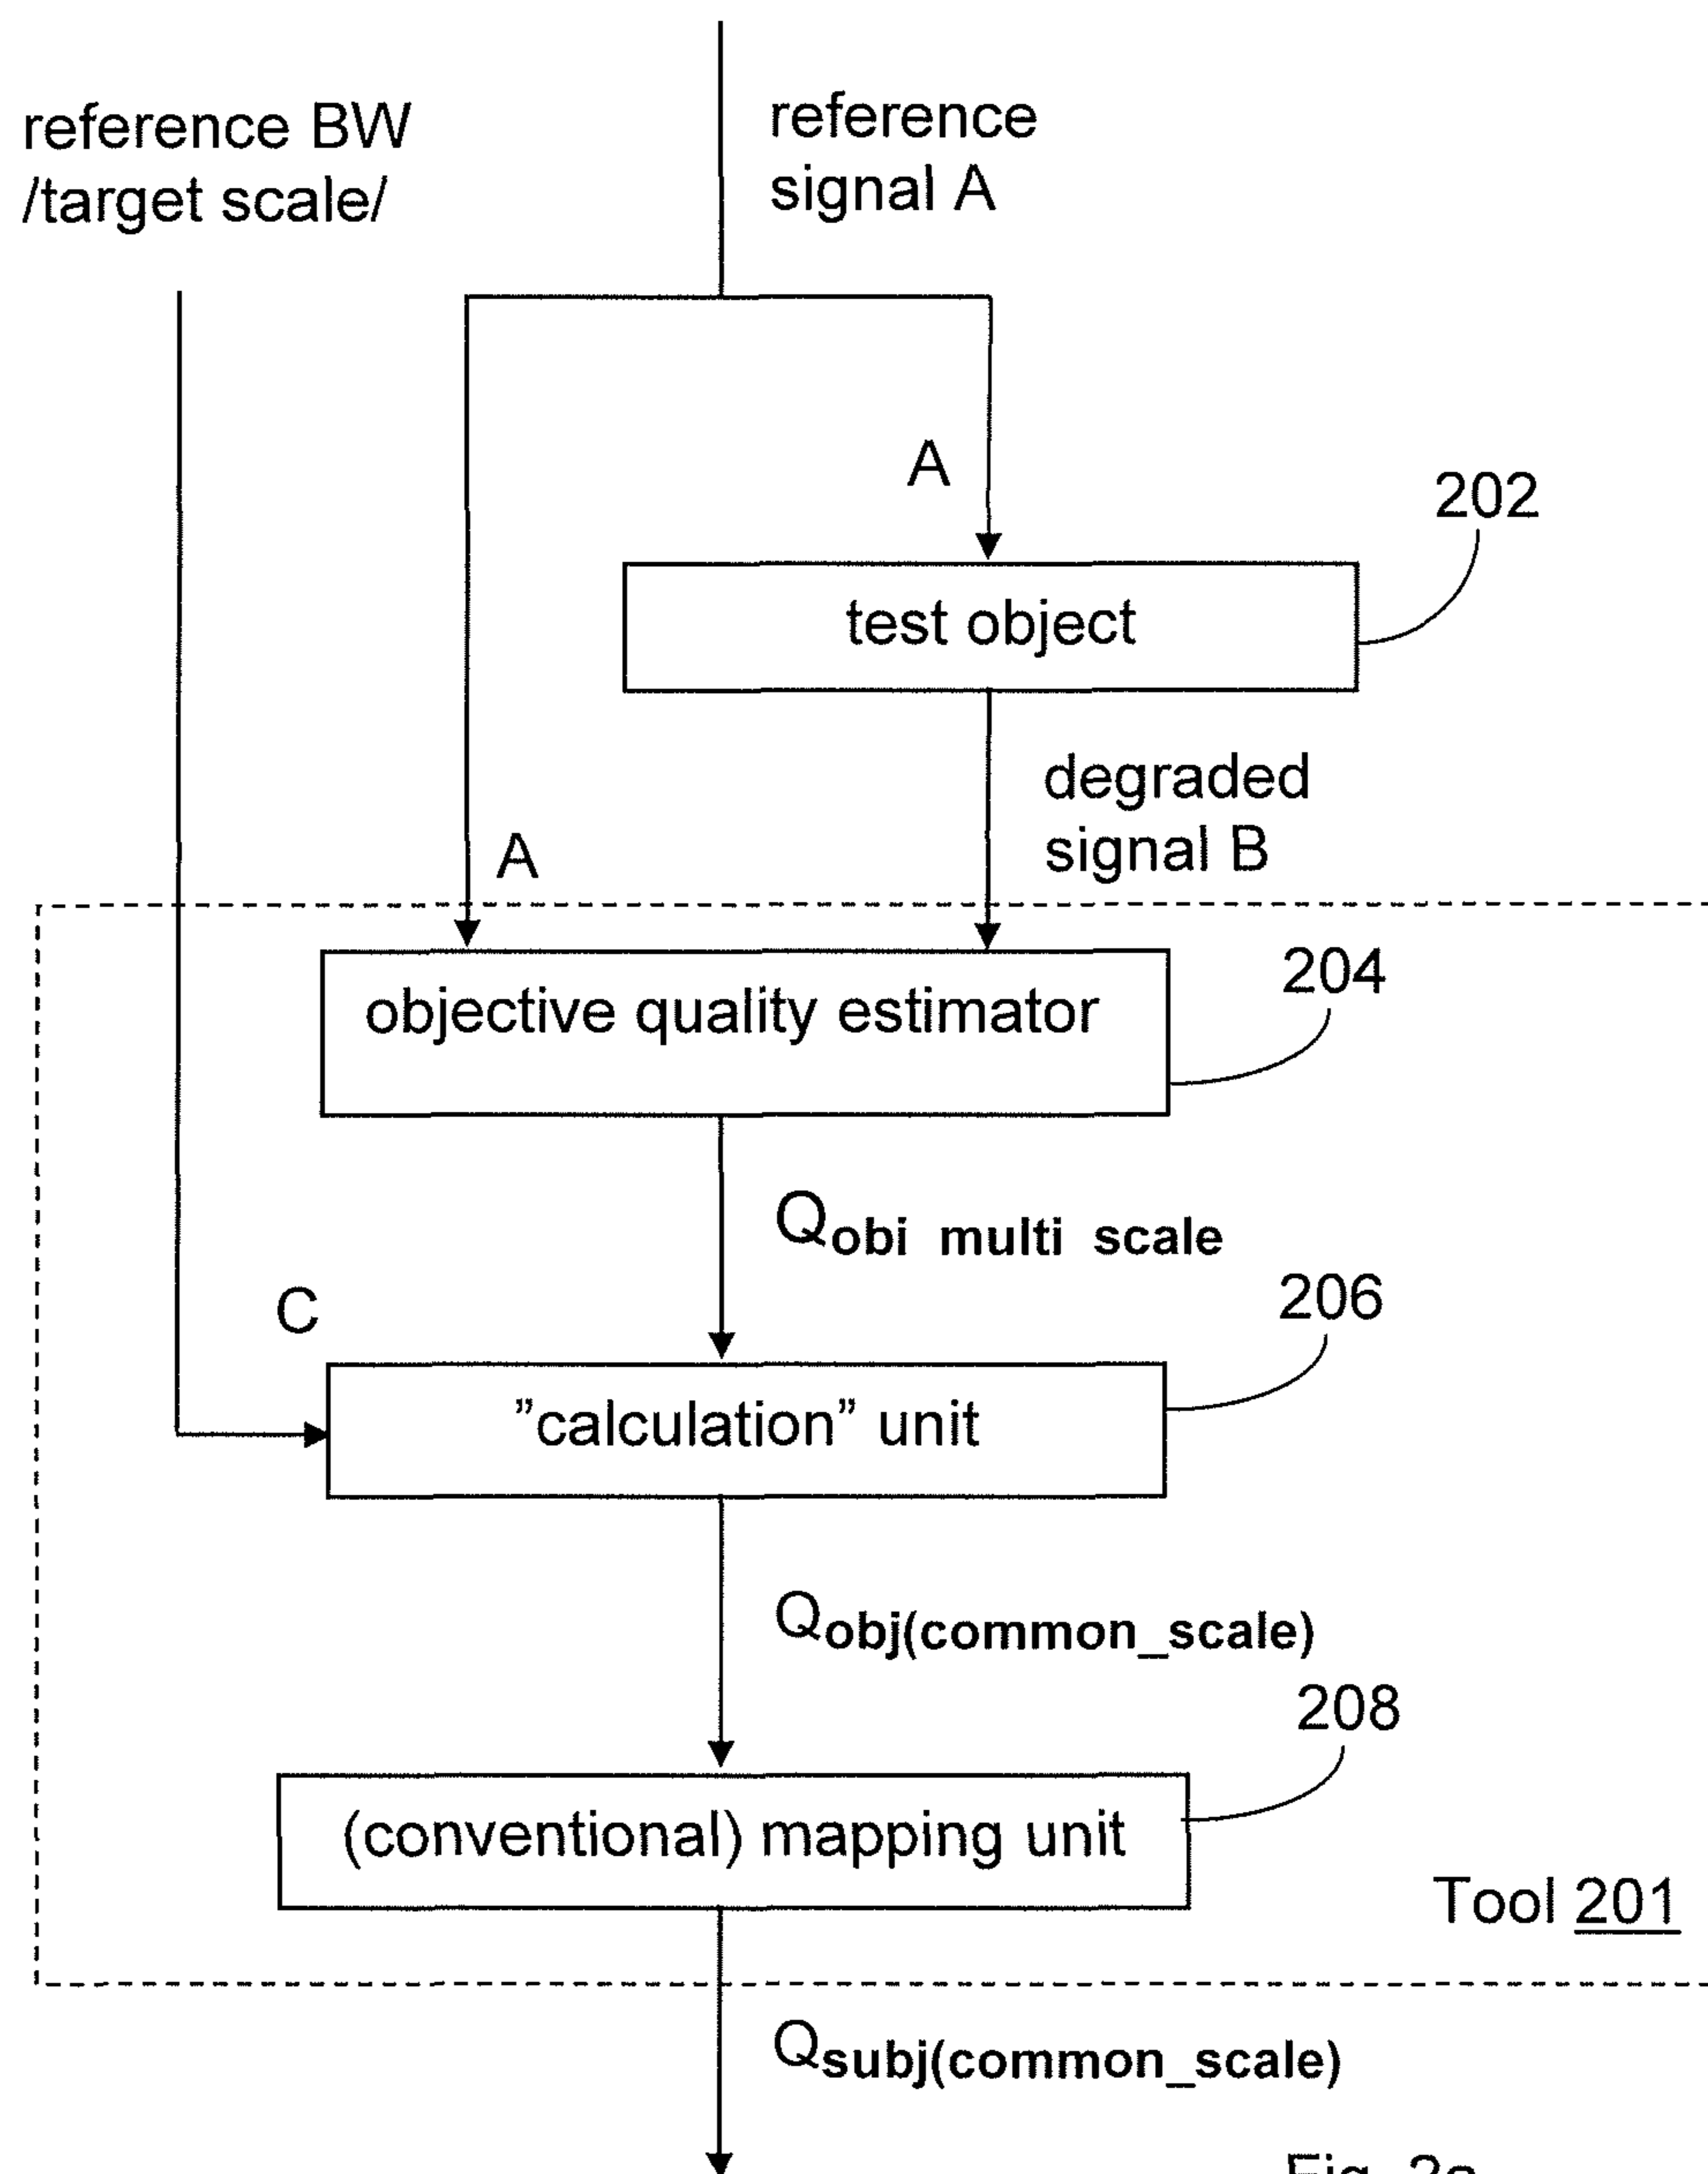 reference BW
/target scale/
reference
signal A
A
202
test object
degraded
signal B
A
204
objective quality estimator
Qobi multi scale
C
206
”calculation” unit
Qobj(common_scale)
208
(conventional) mapping unit
Tool 201
Qsubj(common_scale)